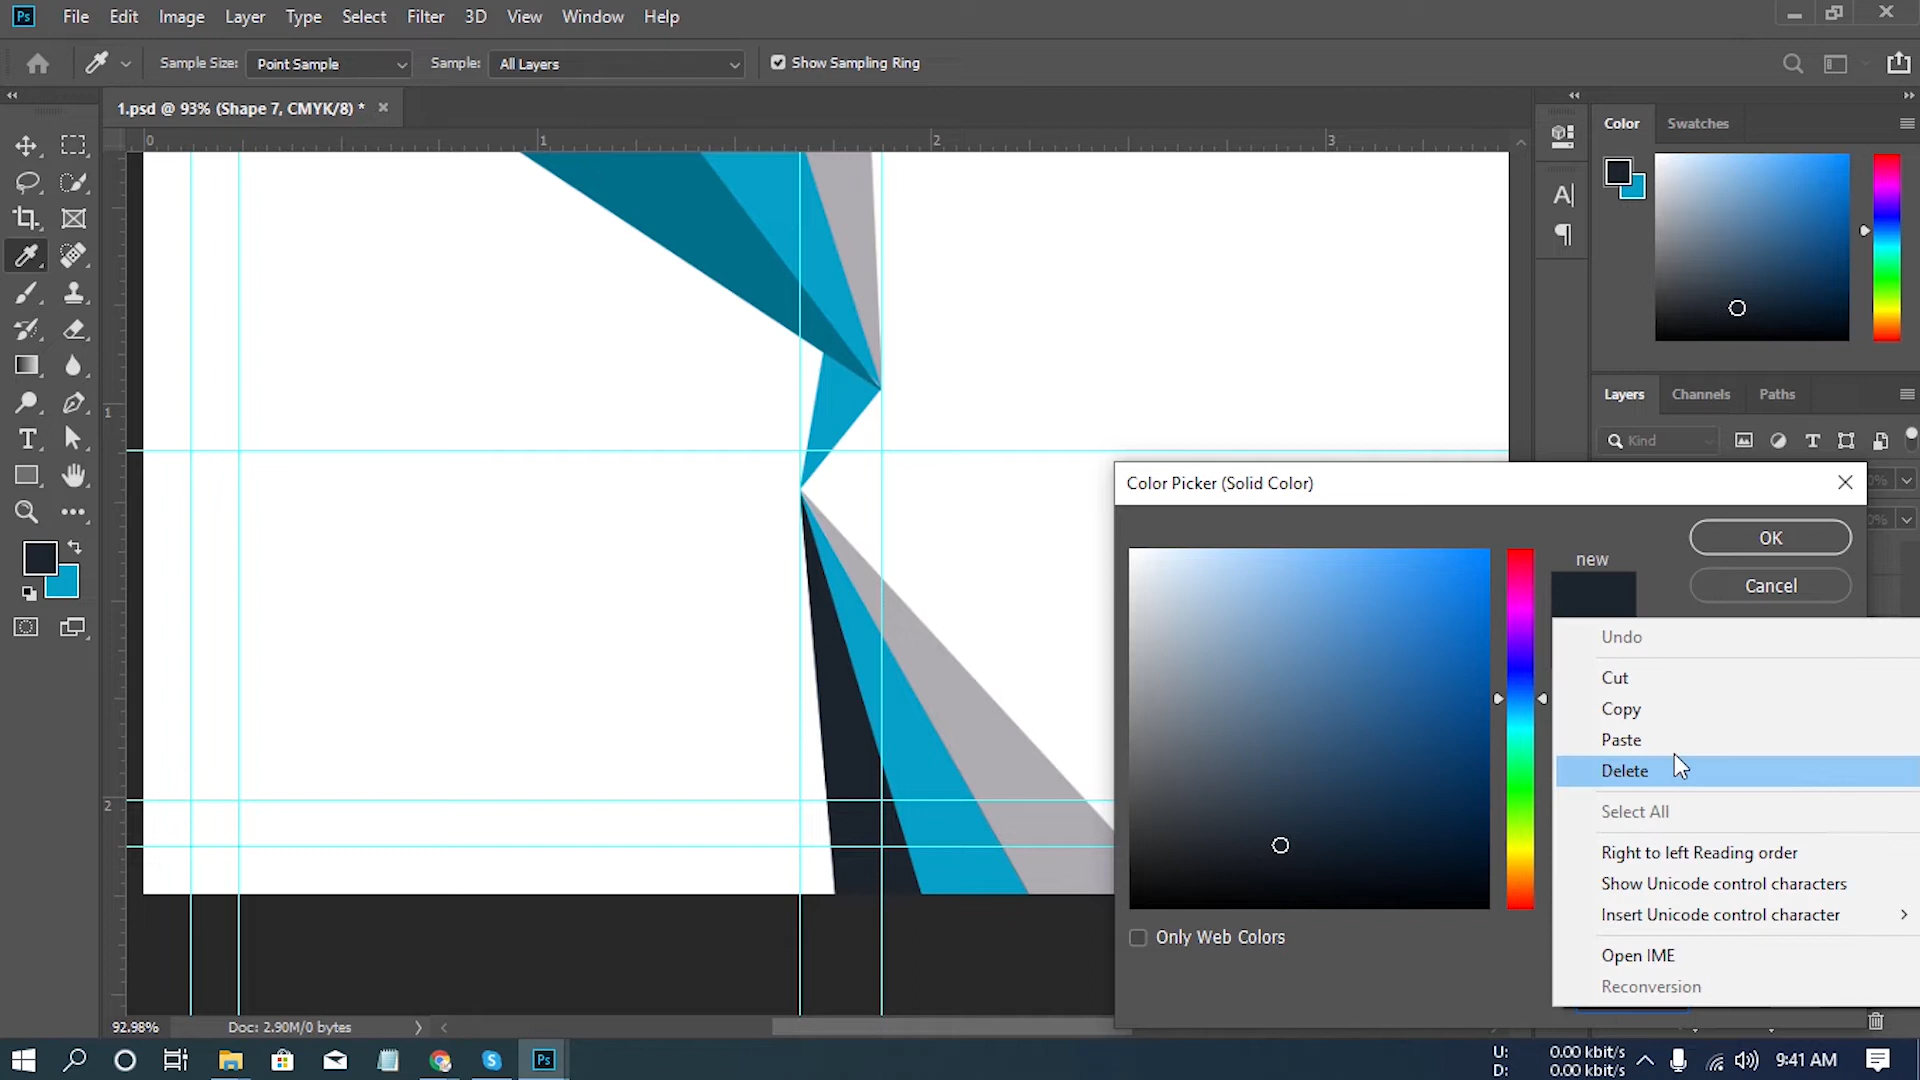 Ps File Edit Image Layer Type Select Filter 3D View Window Help
Sample Size: Point Sample Sample: All Layers Show Sampling Ring
1.psd @ 93% (Shape 7, CMYK/8) *
0 1 2 3
Color Swatches
1
2
Layers Channels Paths
Kind
Color Picker (Solid Color)
OK
new
Cancel
Undo
Cut
Copy
Paste
Delete
Select All
Right to left Reading order
Show Unicode control characters
Insert Unicode control character
Open IME
Reconversion
Only Web Colors
92.98% Doc: 2.90M/0 bytes
U: 0.00 kbit/s
D: 0.00 kbit/s
9:41 AM
Ps